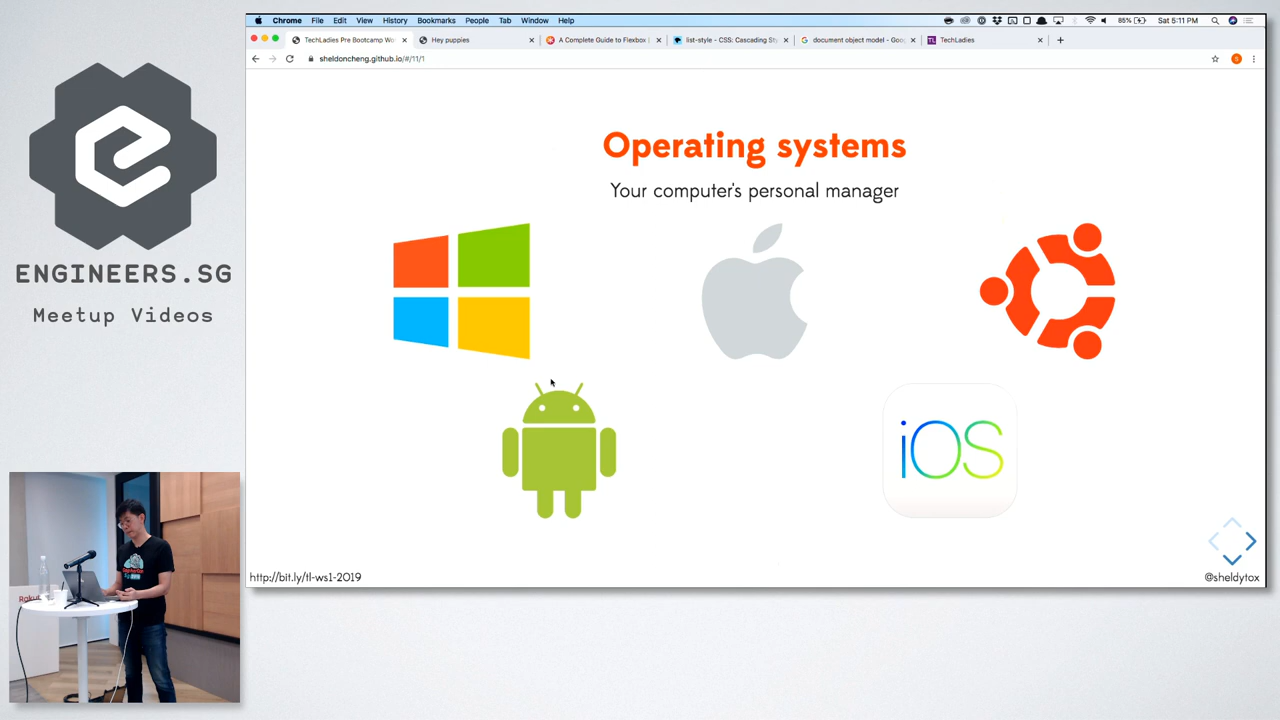 Chrome File Edit View History Bookmarks People Tab Window Help 85% Sat 5:11 PM
TechLadies Pre Bootcamp Wo
Hey puppies
A Complete Guide to Flexbox
list-style - CSS: Cascading Sty
document object model - Goo
TechLadies
sheldoncheng.github.io/#/11/1
Operating systems
Your computer's personal manager
iOS
http://bit.ly/tl-ws1-2019
@sheldytox
ENGINEERS.SG
Meetup Videos